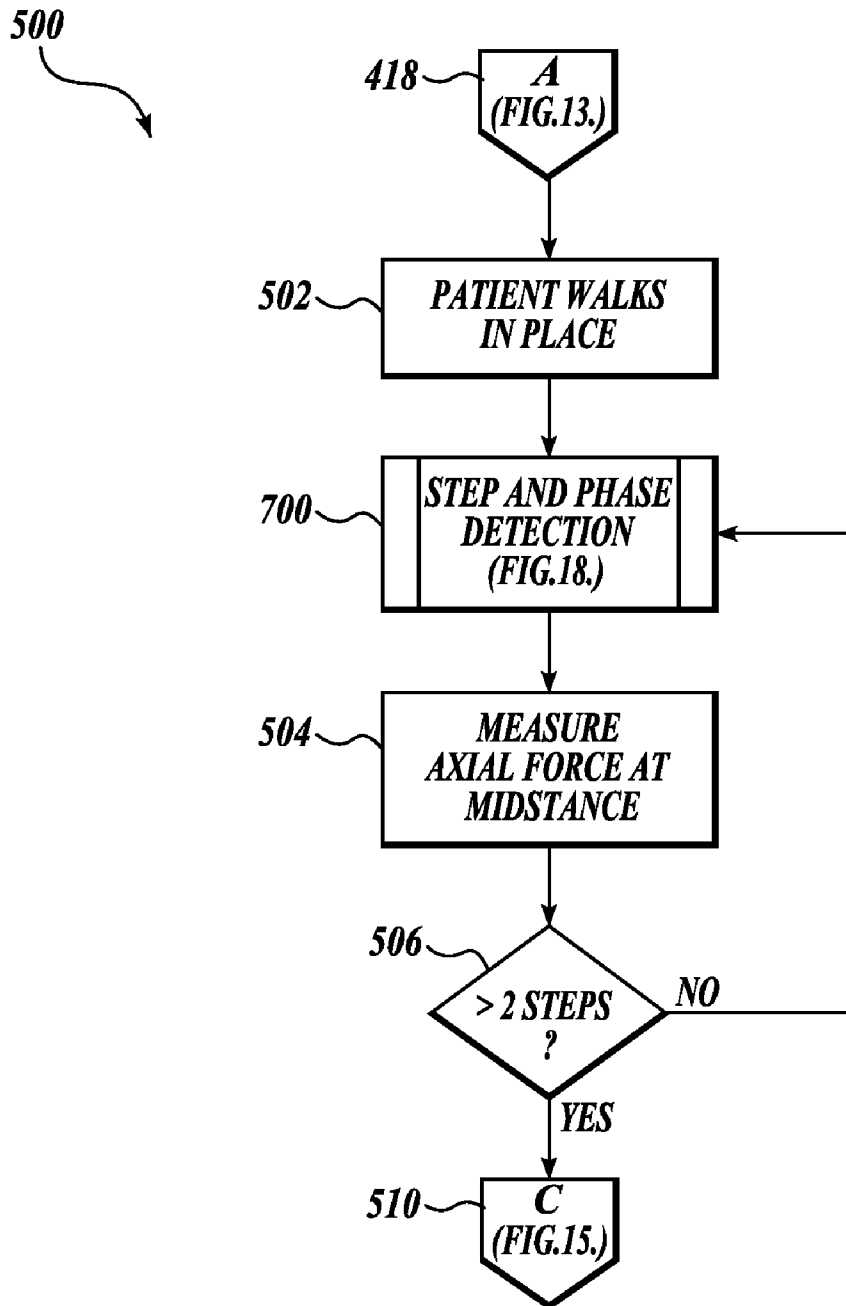 500
418
A
(FIG.13.)
502
PATIENT WALKS
IN PLACE
700
STEP AND PHASE
DETECTION
(FIG.18.)
504
MEASURE
AXIAL FORCE AT
MIDSTANCE
506
> 2 STEPS
?
NO
YES
510
C
(FIG.15.)